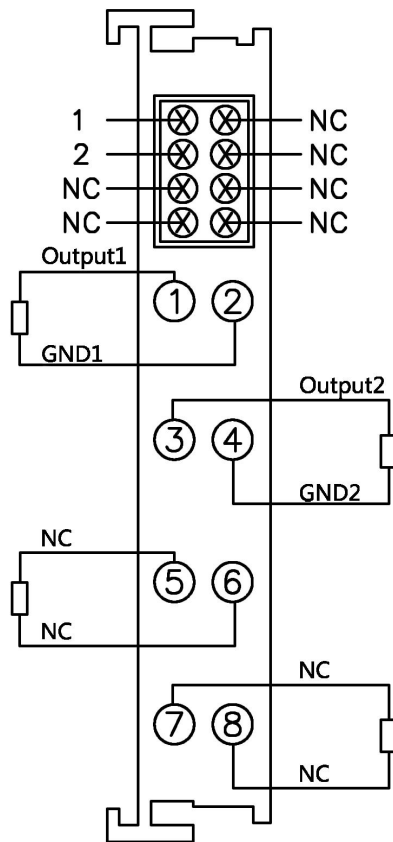 1 NC
2 NC
NC NC
NC NC
Output1
1 2
GND1
Output2
3 4
GND2
NC
5 6
NC
NC
7 8
NC